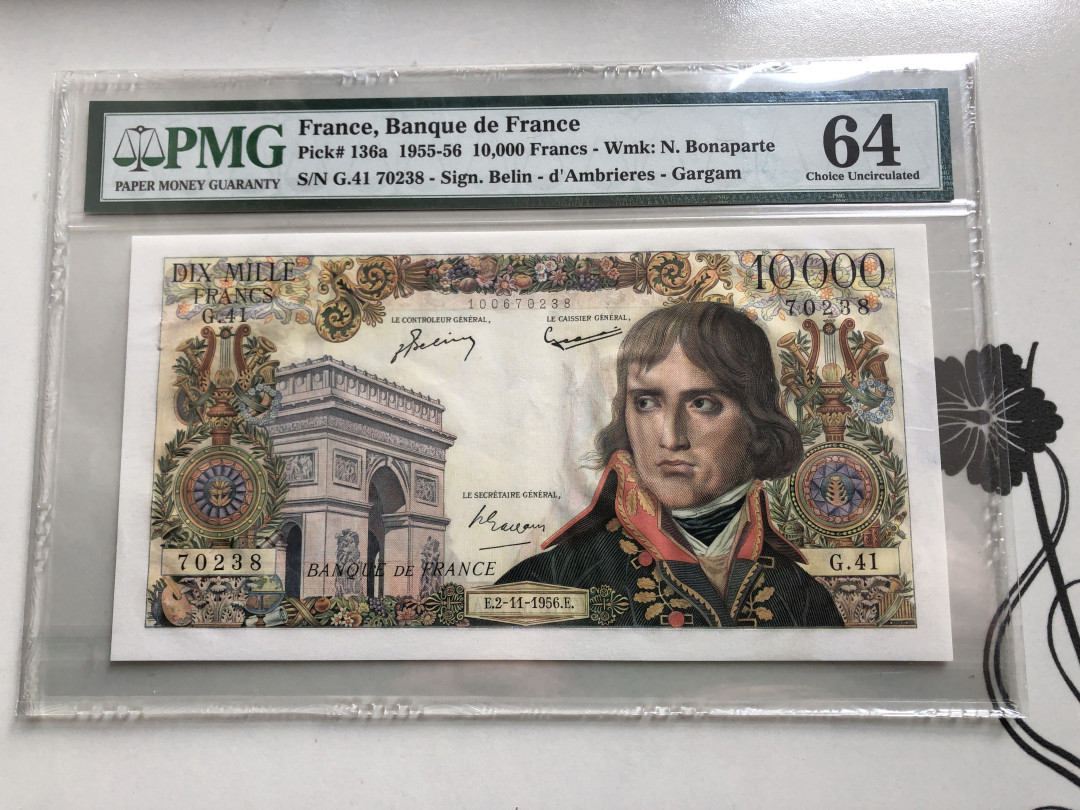 PMG
PAPER MONEY GUARANTY
France, Banque de France
Pick# 136a 1955-56 10,000 Francs - Wmk: N. Bonaparte
S/N G.41 70238 - Sign. Belin - d'Ambrieres - Gargam
64
Choice Uncirculated
DIX MILLE
FRANCS
G.41
10000
70238
100670238
LE CONTROLEUR GÉNÉRAL,
LE CAISSIER GÉNÉRAL,
LE SECRÉTAIRE GÉNÉRAL,
70238
BANQUE DE FRANCE
E.2-11-1956.E.
G.41